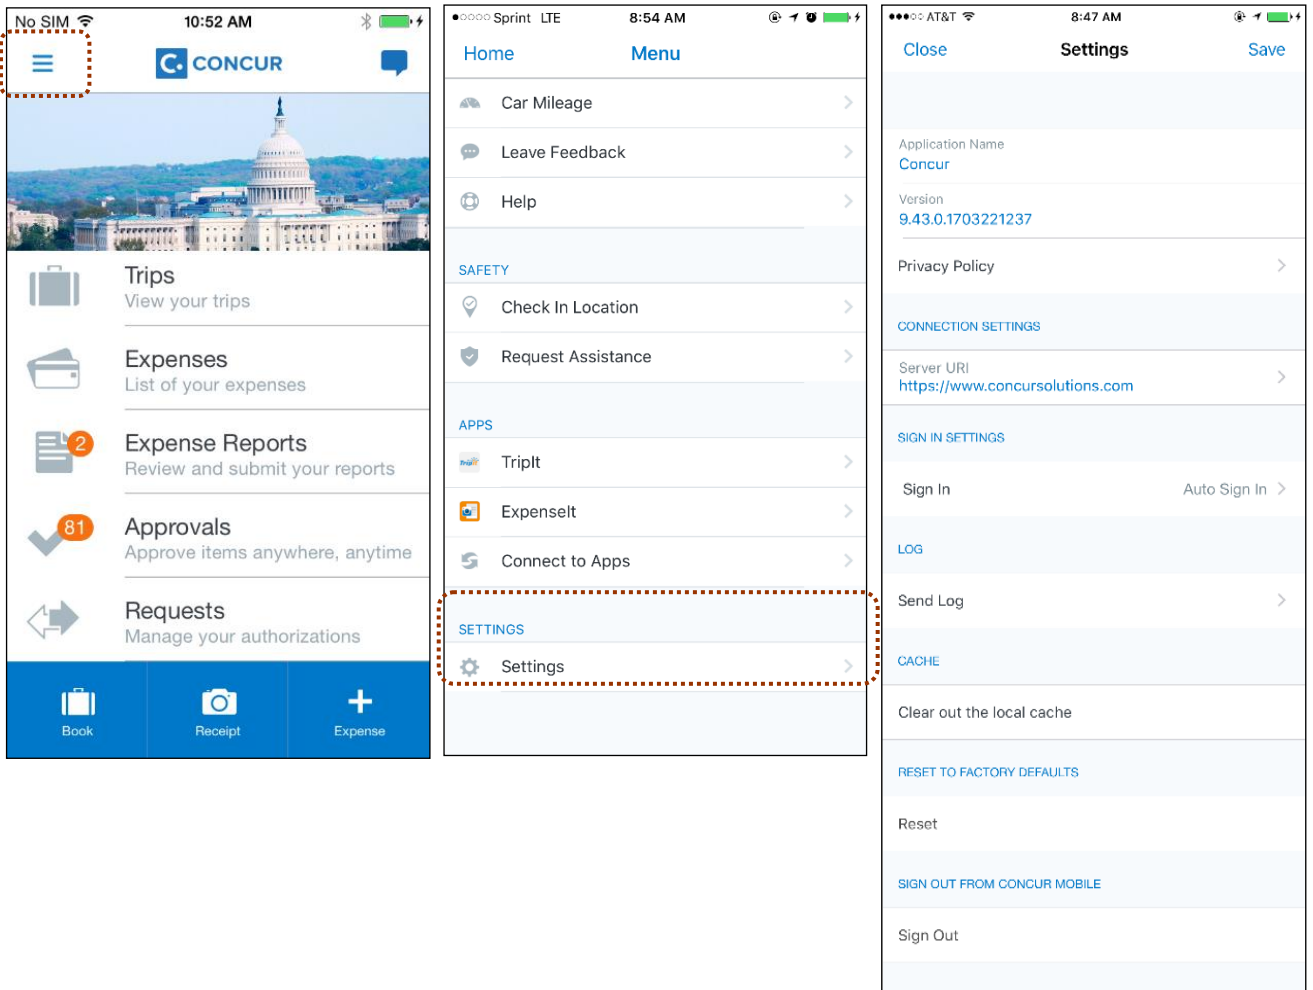 No SIM 10:52 AM
C. CONCUR
Trips
View your trips
Expenses
List of your expenses
2
Expense Reports
Review and submit your reports
81
Approvals
Approve items anywhere, anytime
Requests
Manage your authorizations
Book Receipt Expense
Sprint LTE 8:54 AM
Home Menu
Car Mileage
Leave Feedback
Help
SAFETY
Check In Location
Request Assistance
APPS
TripIt
ExpenseIt
Connect to Apps
SETTINGS
Settings
AT&T 8:47 AM
Close Settings Save
Application Name
Concur
Version
9.43.0.1703221237
Privacy Policy
CONNECTION SETTINGS
Server URI
https://www.concursolutions.com
SIGN IN SETTINGS
Sign In Auto Sign In
LOG
Send Log
CACHE
Clear out the local cache
RESET TO FACTORY DEFAULTS
Reset
SIGN OUT FROM CONCUR MOBILE
Sign Out